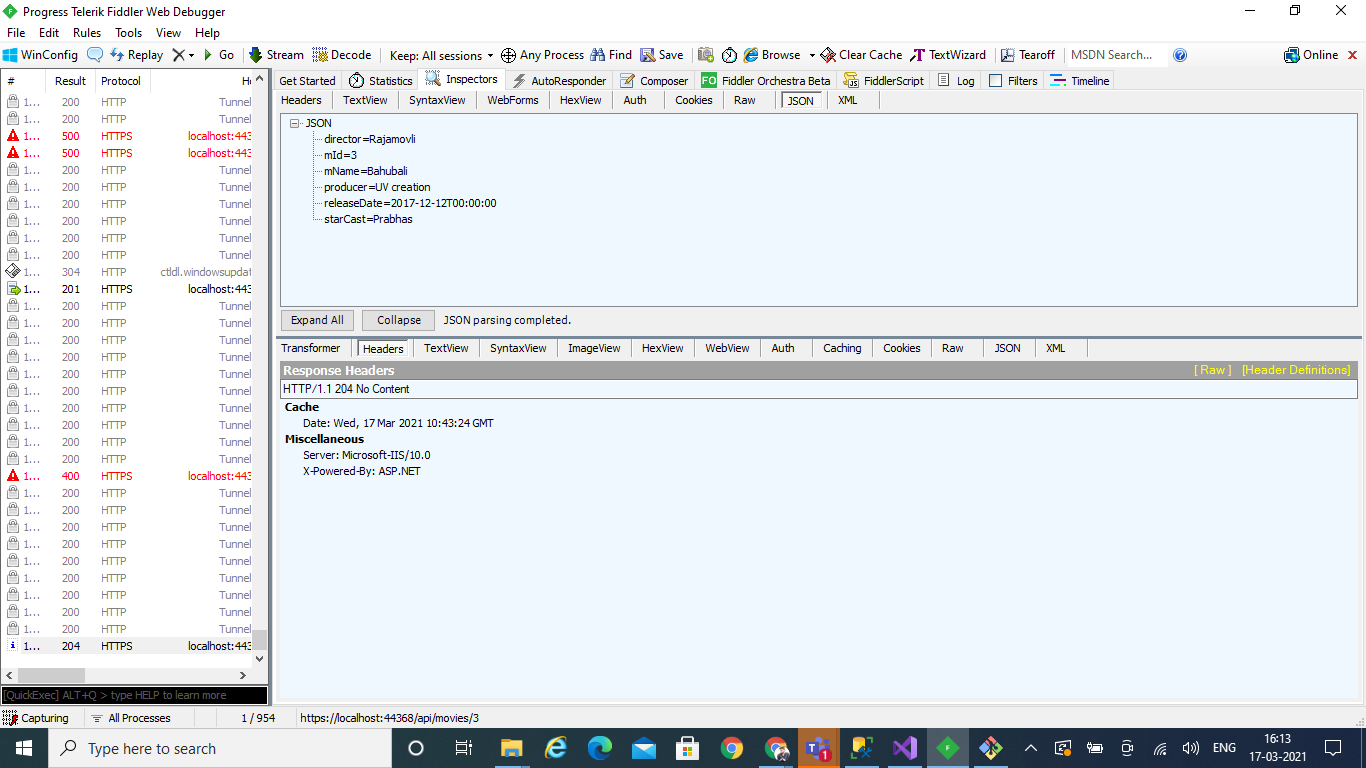 Progress Telerik Fiddler Web Debugger
File Edit Rules Tools View Help
WinConfig Replay X Go Stream Decode Keep: All sessions Any Process Find Save Browse Clear Cache TextWizard Tearoff MSDN Search... Online
# Result Protocol
Get Started Statistics Inspectors AutoResponder Composer FO Fiddler Orchestra Beta FiddlerScript Log Filters Timeline
Headers TextView SyntaxView WebForms HexView Auth Cookies Raw JSON XML
1... 200 HTTP Tunnel
1... 200 HTTP Tunnel
1... 500 HTTPS localhost:443
1... 500 HTTPS localhost:443
1... 200 HTTP Tunnel
1... 200 HTTP Tunnel
1... 200 HTTP Tunnel
1... 200 HTTP Tunnel
1... 200 HTTP Tunnel
1... 200 HTTP Tunnel
1... 304 HTTP ctldl.windowsupdat
1... 201 HTTPS localhost:443
1... 200 HTTP Tunnel
1... 200 HTTP Tunnel
1... 200 HTTP Tunnel
1... 200 HTTP Tunnel
1... 200 HTTP Tunnel
1... 200 HTTP Tunnel
1... 200 HTTP Tunnel
1... 200 HTTP Tunnel
1... 200 HTTP Tunnel
1... 200 HTTP Tunnel
1... 400 HTTPS localhost:443
1... 200 HTTP Tunnel
1... 200 HTTP Tunnel
1... 200 HTTP Tunnel
1... 200 HTTP Tunnel
1... 200 HTTP Tunnel
1... 200 HTTP Tunnel
1... 200 HTTP Tunnel
1... 200 HTTP Tunnel
1... 200 HTTP Tunnel
1... 204 HTTPS localhost:443
JSON
director=Rajamovli
mId=3
mName=Bahubali
producer=UV creation
releaseDate=2017-12-12T00:00:00
starCast=Prabhas
Expand All Collapse JSON parsing completed.
Transformer Headers TextView SyntaxView ImageView HexView WebView Auth Caching Cookies Raw JSON XML
Response Headers [ Raw ] [Header Definitions]
HTTP/1.1 204 No Content
Cache
Date: Wed, 17 Mar 2021 10:43:24 GMT
Miscellaneous
Server: Microsoft-IIS/10.0
X-Powered-By: ASP.NET
[QuickExec] ALT+Q > type HELP to learn more
Capturing All Processes 1 / 954 https://localhost:44368/api/movies/3
Type here to search ENG 16:13
17-03-2021